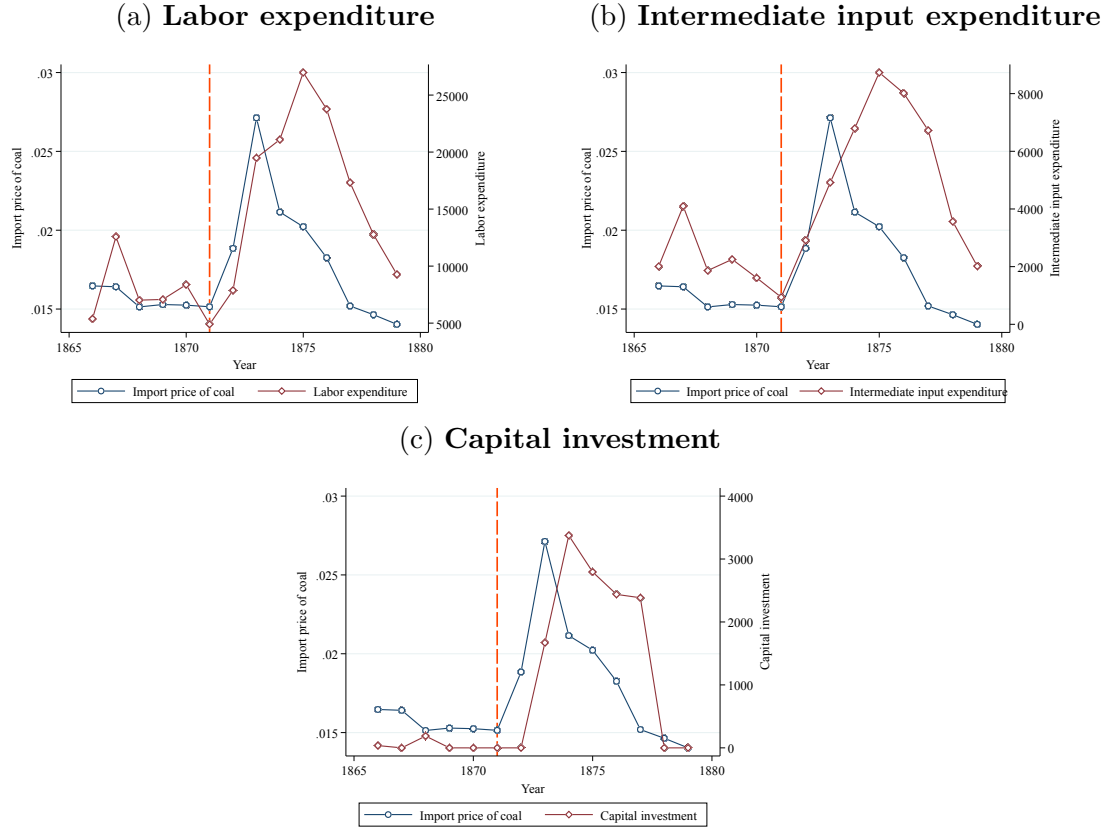 (a) Labor expenditure
.03
.025
.02
.015
Import price of coal
25000
20000
15000
10000
5000
Labor expenditure
1865 1870 1875 1880
Year
Import price of coal Labor expenditure
(b) Intermediate input expenditure
.03
.025
.02
.015
Import price of coal
8000
6000
4000
2000
0
Intermediate input expenditure
1865 1870 1875 1880
Year
Import price of coal Intermediate input expenditure
(c) Capital investment
.03
.025
.02
.015
Import price of coal
4000
3000
2000
1000
0
Capital investment
1865 1870 1875 1880
Year
Import price of coal Capital investment